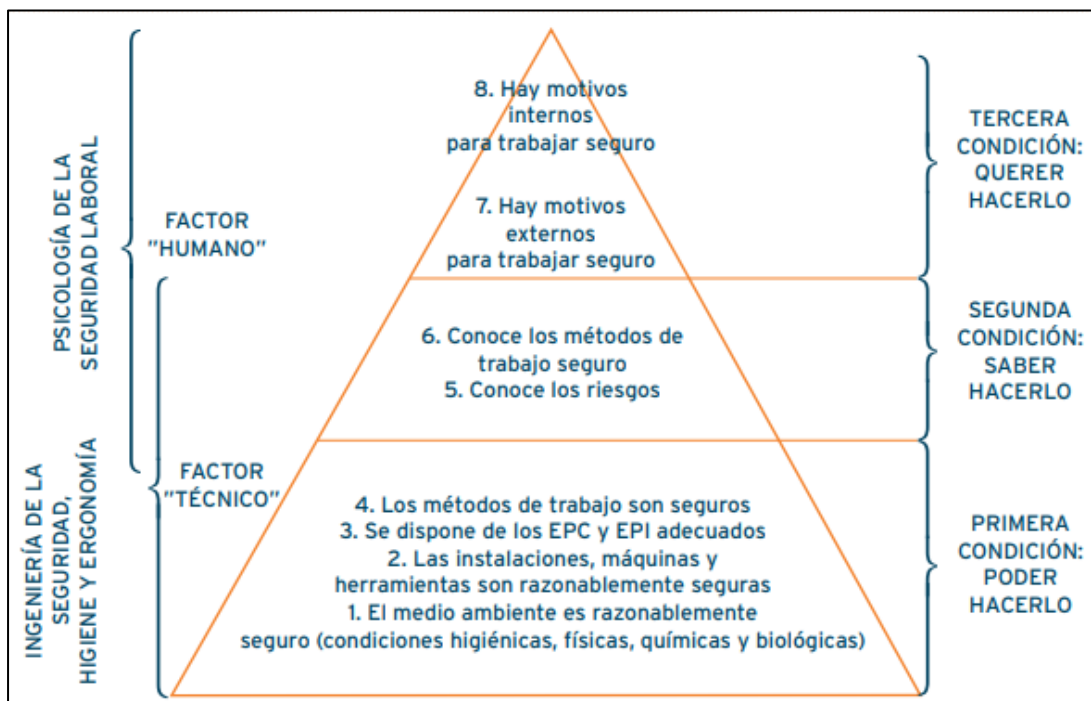 PSICOLOGÍA DE LA
SEGURIDAD LABORAL
INGENIERÍA DE LA
SEGURIDAD,
HIGIENE Y ERGONOMÍA
FACTOR
"HUMANO"
FACTOR
"TÉCNICO"
8. Hay motivos
internos
para trabajar seguro
7. Hay motivos
externos
para trabajar seguro
6. Conoce los métodos de
trabajo seguro
5. Conoce los riesgos
4. Los métodos de trabajo son seguros
3. Se dispone de los EPC y EPI adecuados
2. Las instalaciones, máquinas y
herramientas son razonablemente seguras
1. El medio ambiente es razonablemente
seguro (condiciones higiénicas, físicas, químicas y biológicas)
TERCERA
CONDICIÓN:
QUERER
HACERLO
SEGUNDA
CONDICIÓN:
SABER
HACERLO
PRIMERA
CONDICIÓN:
PODER
HACERLO